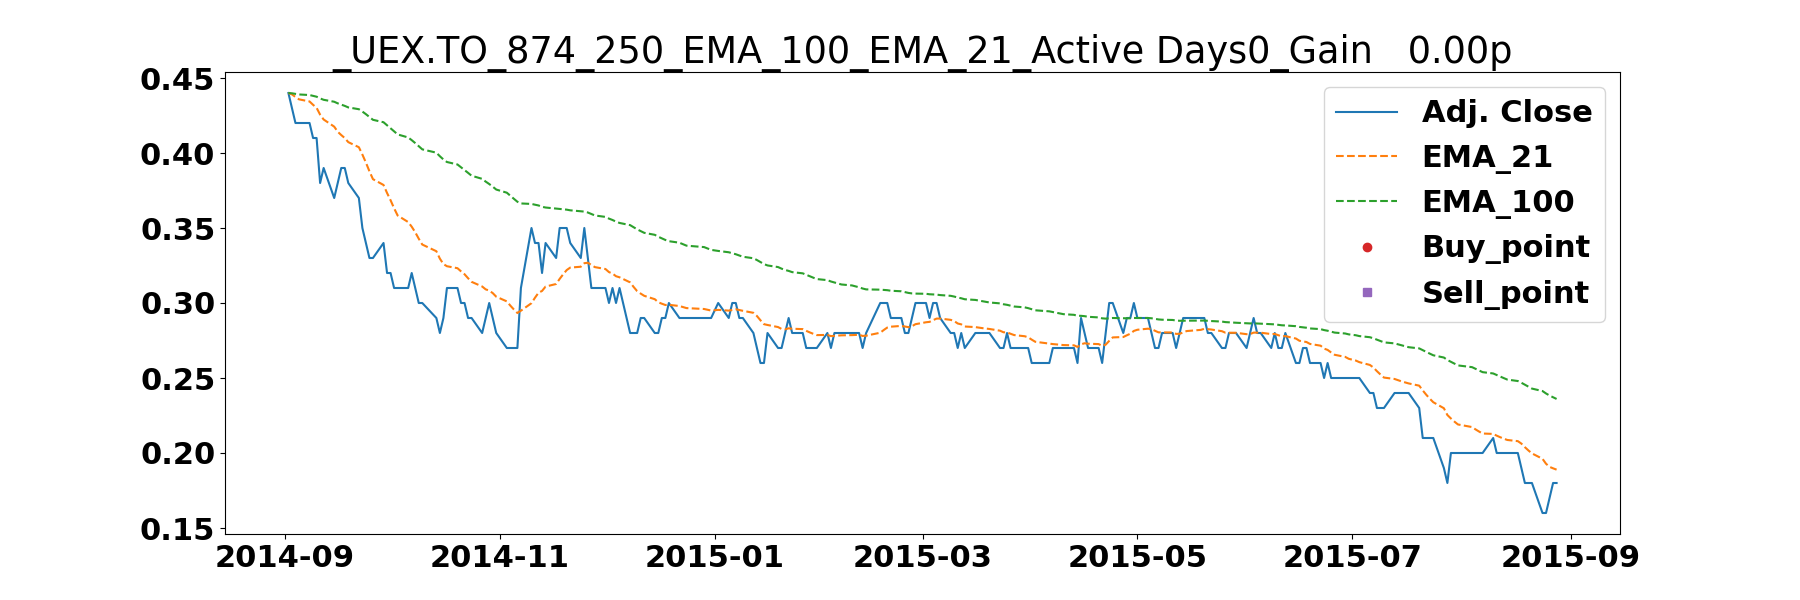 _UEX.TO_874_250_EMA_100_EMA_21_Active Days0_Gain   0.00p
0.45
0.40
0.35
0.30
0.25
0.20
0.15
2014-09 2014-11 2015-01 2015-03 2015-05 2015-07 2015-09
Adj. Close
EMA_21
EMA_100
Buy_point
Sell_point